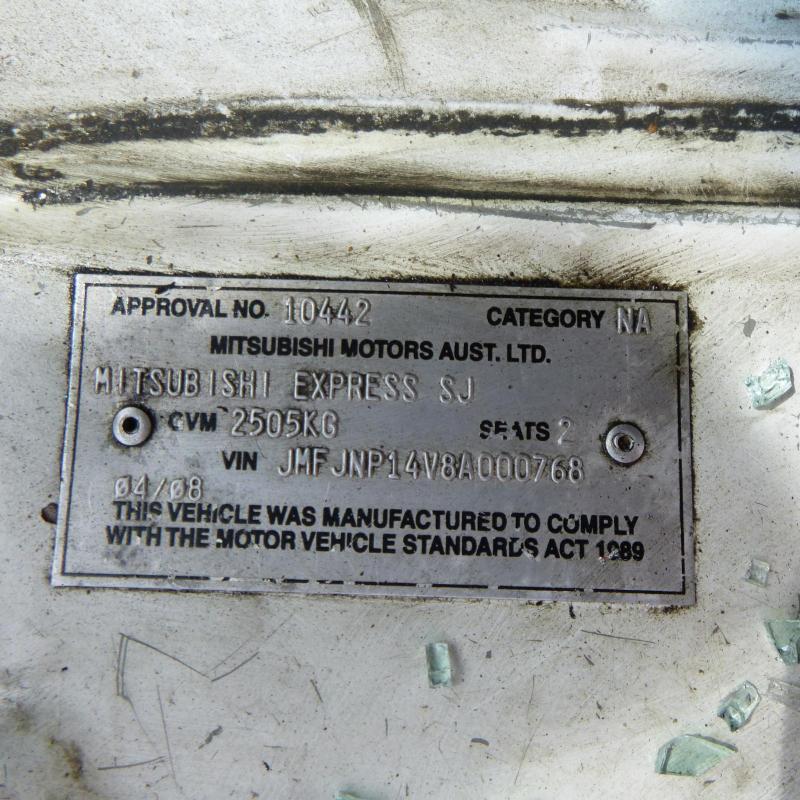 APPROVAL NO. 10442 CATEGORY NA
MITSUBISHI MOTORS AUST. LTD.
MITSUBISHI EXPRESS SJ
GVM 2505KG SEATS 2
VIN JMFJNP14V8A000768
04/08
THIS VEHICLE WAS MANUFACTURED TO COMPLY
WITH THE MOTOR VEHICLE STANDARDS ACT 1989